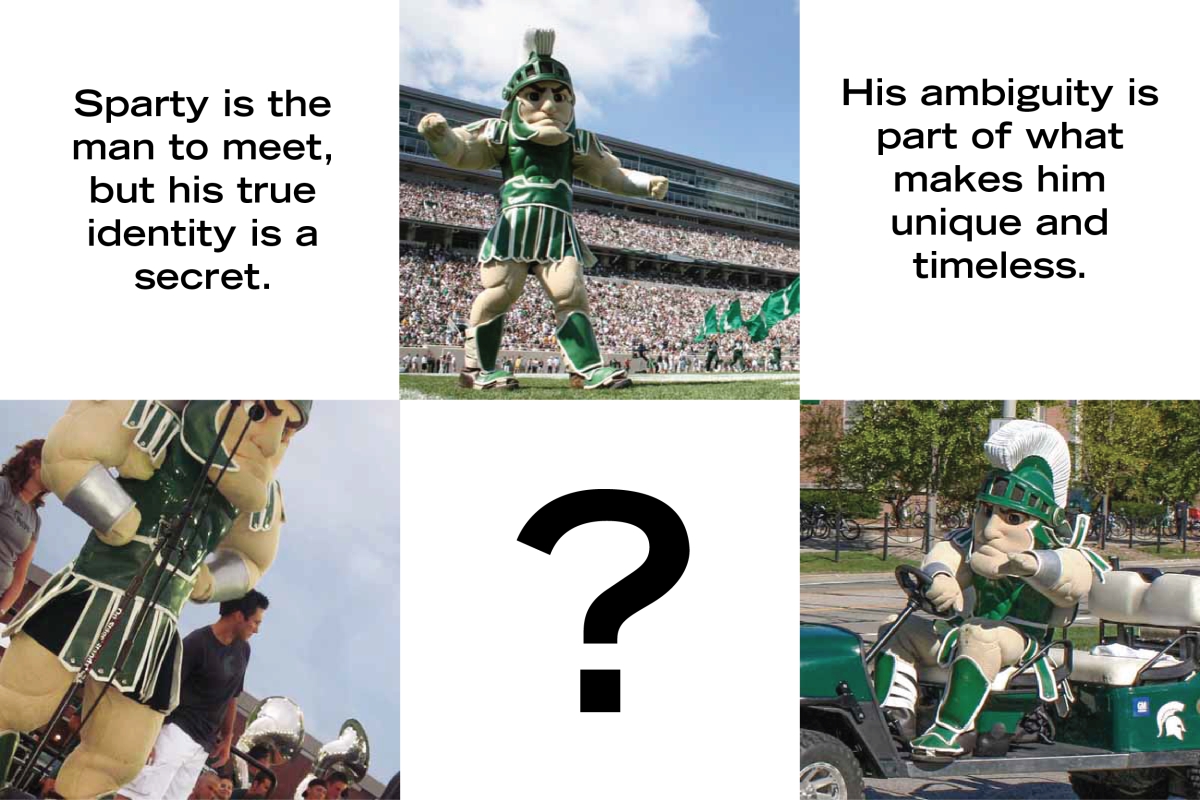 Sparty is the
man to meet,
but his true
identity is a
secret.
His ambiguity is
part of what
makes him
unique and
timeless.
?
GM